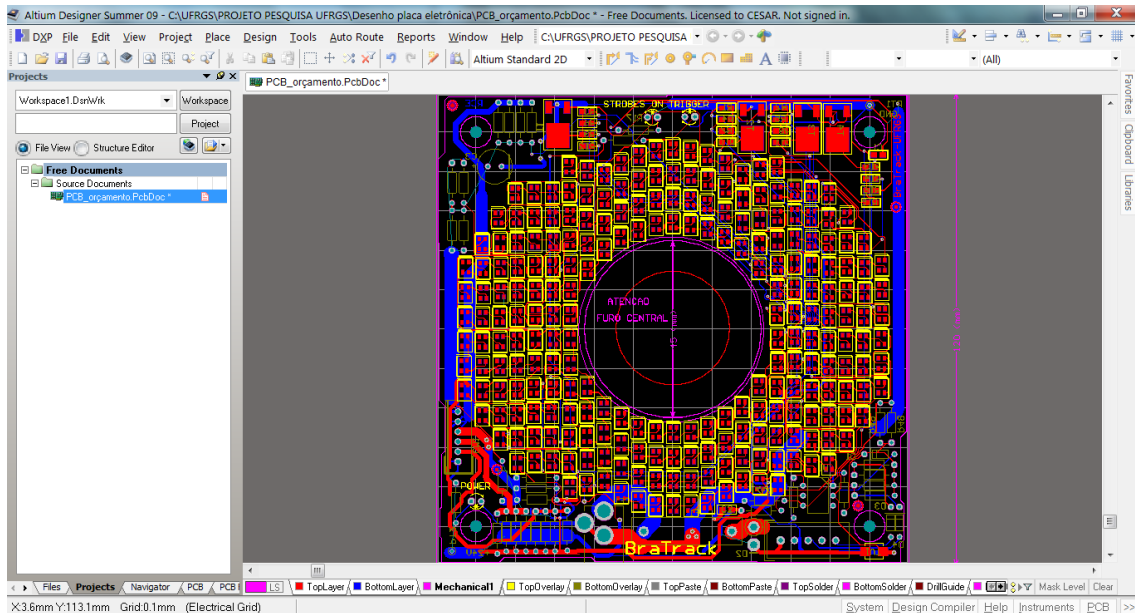 Altium Designer Summer 09 - C:\UFRGS\PROJETO PESQUISA UFRGS\Desenho placa eletrônica\PCB_orçamento.PcbDoc * - Free Documents. Licensed to CESAR. Not signed in.
DXP File Edit View Project Place Design Tools Auto Route Reports Window Help C:\UFRGS\PROJETO PESQUISA
Altium Standard 2D (All)
Projects
PCB_orçamento.PcbDoc *
Workspace1.DsnWrk Workspace
Project
File View Structure Editor
Free Documents
Source Documents
PCB_orçamento.PcbDoc *
Favorites
Clipboard
Libraries
STROBES ON TRIGGER
ATENCAO
FURO CENTRAL
POWER
BraTrack
Files Projects Navigator PCB PCB LS TopLayer BottomLayer Mechanical1 TopOverlay BottomOverlay TopPaste BottomPaste TopSolder BottomSolder DrillGuide Mask Level Clear
X:3.6mm Y:113.1mm Grid:0.1mm (Electrical Grid) System Design Compiler Help Instruments PCB >>